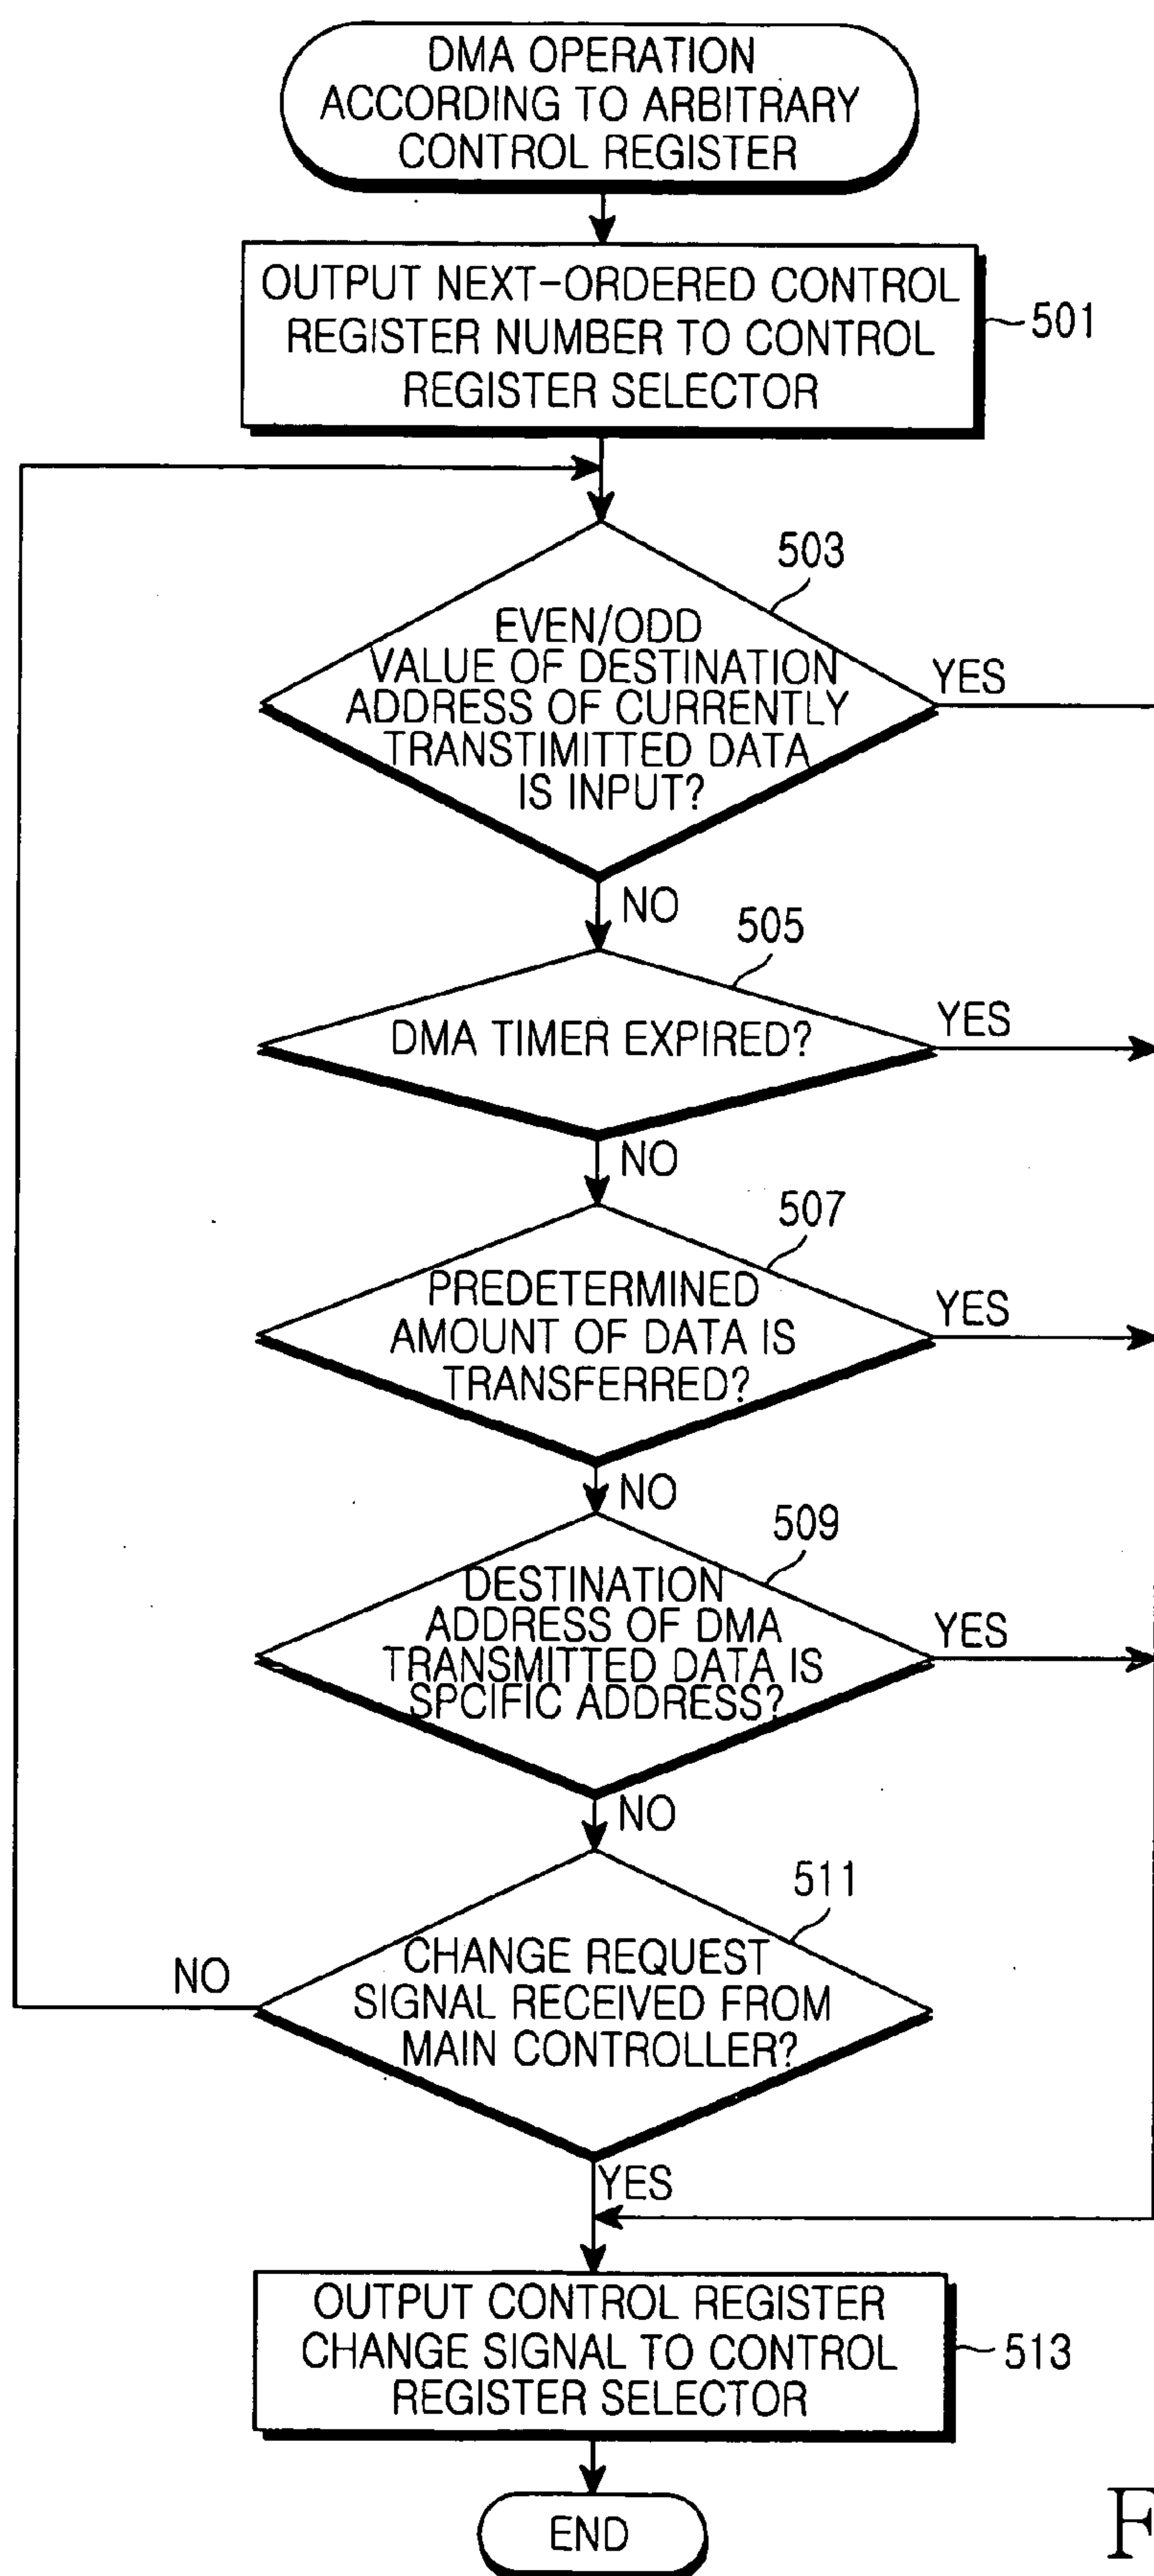 DMA OPERATION
ACCORDING TO ARBITRARY
CONTROL REGISTER
OUTPUT NEXT-ORDERED CONTROL
REGISTER NUMBER TO CONTROL
REGISTER SELECTOR
501
503
EVEN/ODD
VALUE OF DESTINATION
ADDRESS OF CURRENTLY
TRANSTIMITTED DATA
IS INPUT?
YES
NO
505
DMA TIMER EXPIRED?
YES
NO
507
PREDETERMINED
AMOUNT OF DATA IS
TRANSFERRED?
YES
NO
509
DESTINATION
ADDRESS OF DMA
TRANSMITTED DATA IS
SPCIFIC ADDRESS?
YES
NO
511
CHANGE REQUEST
SIGNAL RECEIVED FROM
MAIN CONTROLLER?
NO
YES
OUTPUT CONTROL REGISTER
CHANGE SIGNAL TO CONTROL
REGISTER SELECTOR
513
END
F